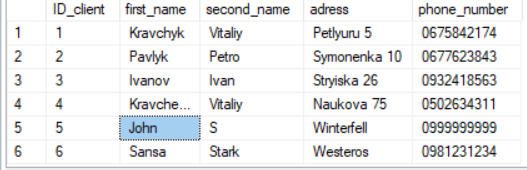 ID_client first_name second_name adress phone_number
1 1 Kravchyk Vitaliy Petlyuru 5 0675842174
2 2 Pavlyk Petro Symonenka 10 0677623843
3 3 Ivanov Ivan Stryiska 26 0932418563
4 4 Kravche... Vitaliy Naukova 75 0502634311
5 5 John S Winterfell 0999999999
6 6 Sansa Stark Westeros 0981231234